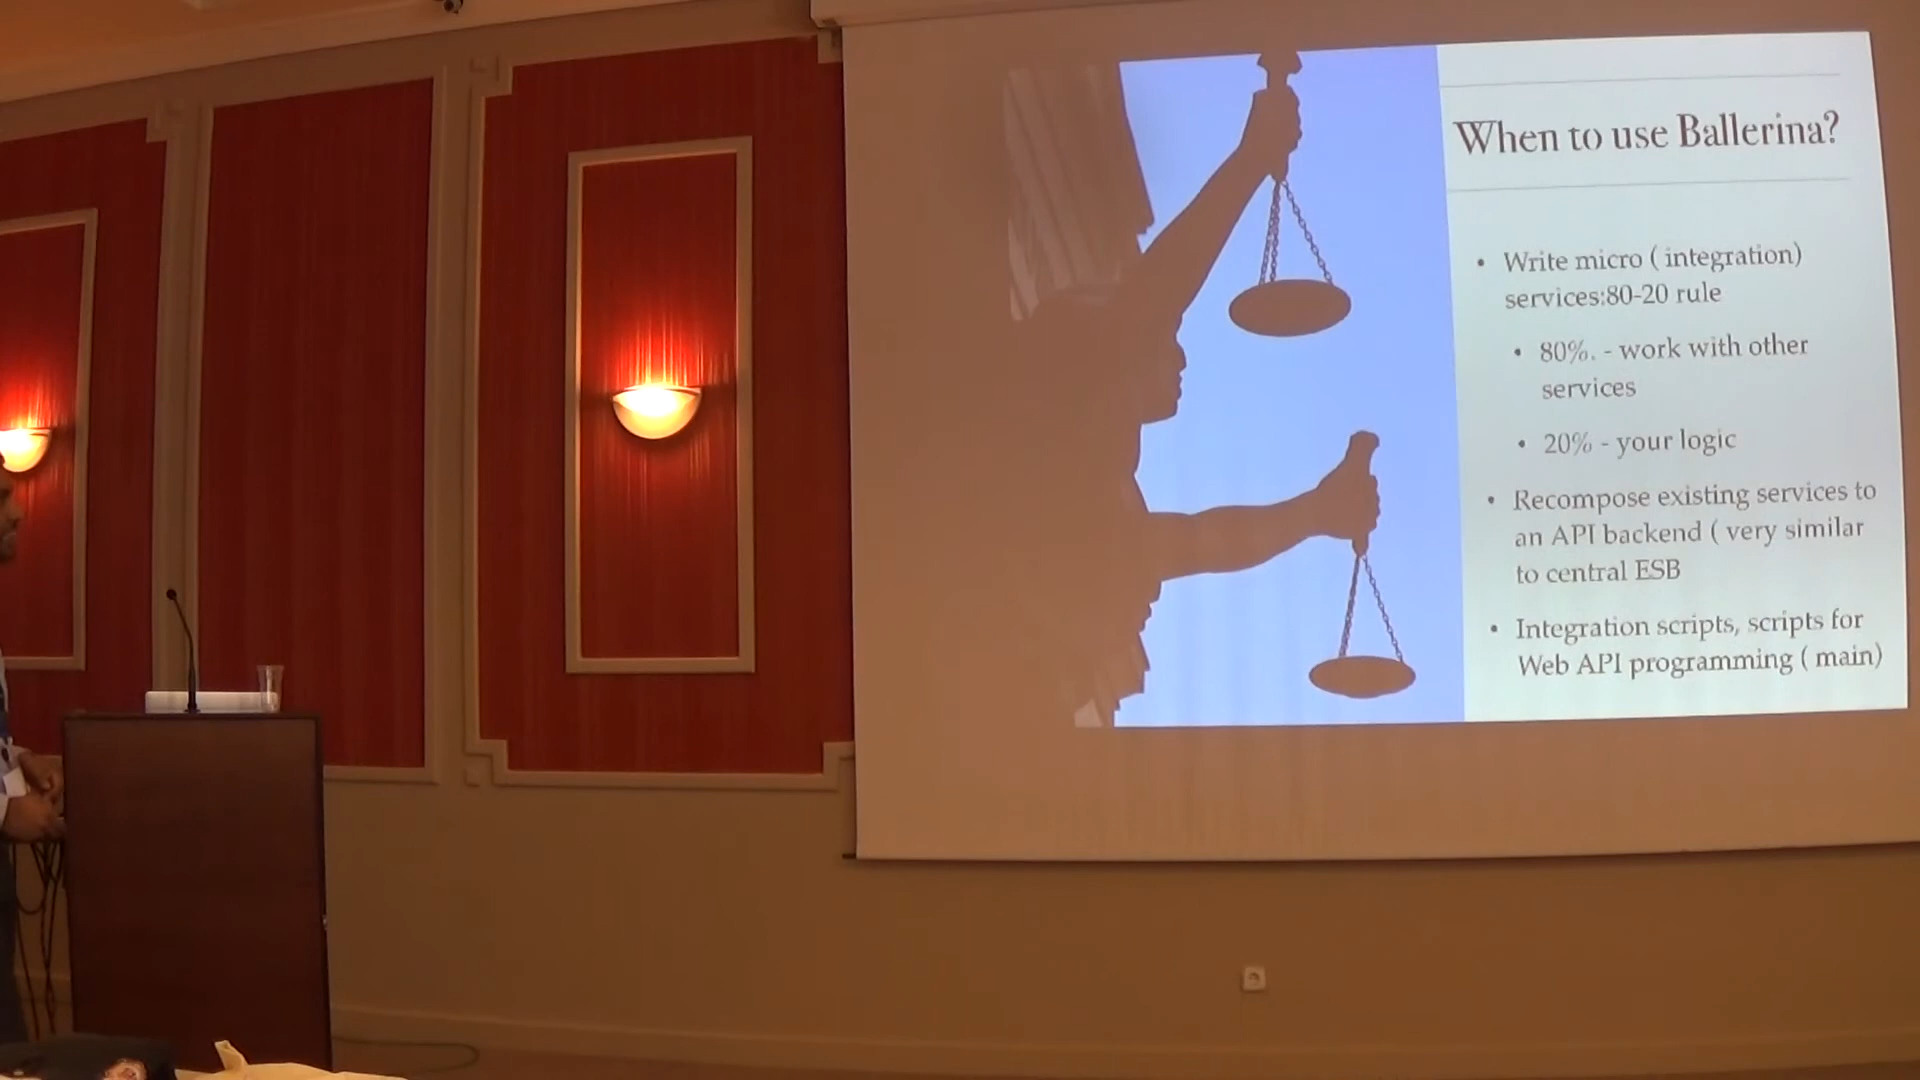 When to use Ballerina?
• Write micro ( integration)
services:80-20 rule
• 80%. - work with other
services
• 20% - your logic
• Recompose existing services to
an API backend ( very similar
to central ESB
• Integration scripts, scripts for
Web API programming ( main)